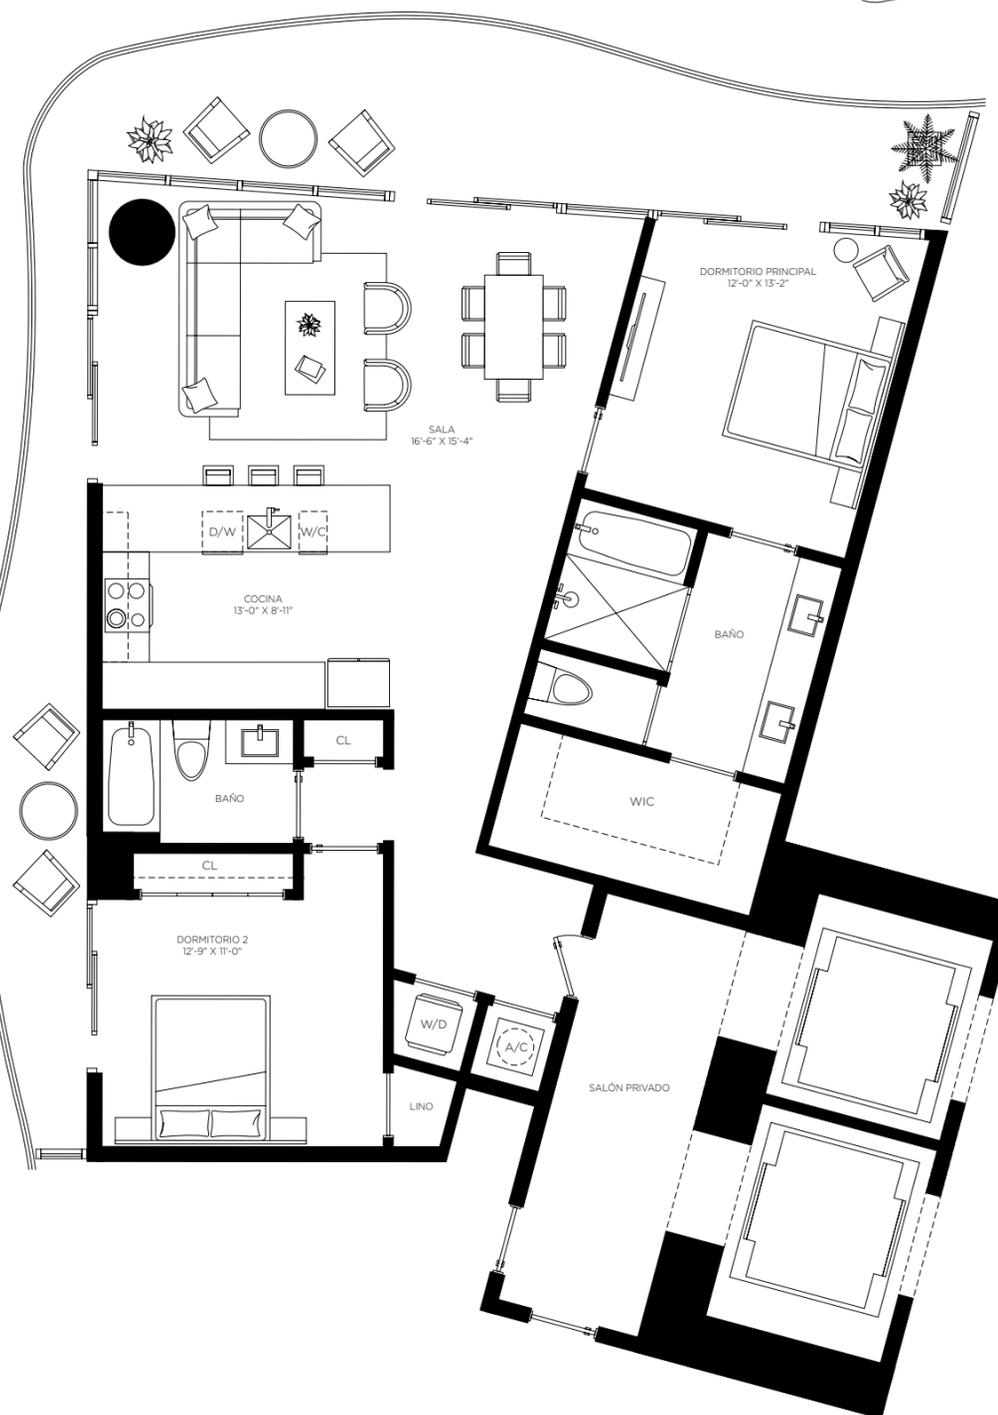 DORMITORIO PRINCIPAL
12'-0" X 13'-2"
SALA
16'-6" X 15'-4"
D/W
W/C
COCINA
13'-0" X 8'-11"
BAÑO
CL
BAÑO
WIC
CL
DORMITORIO 2
12'-9" X 11'-0"
W/D
A/C
SALÓN PRIVADO
LINO